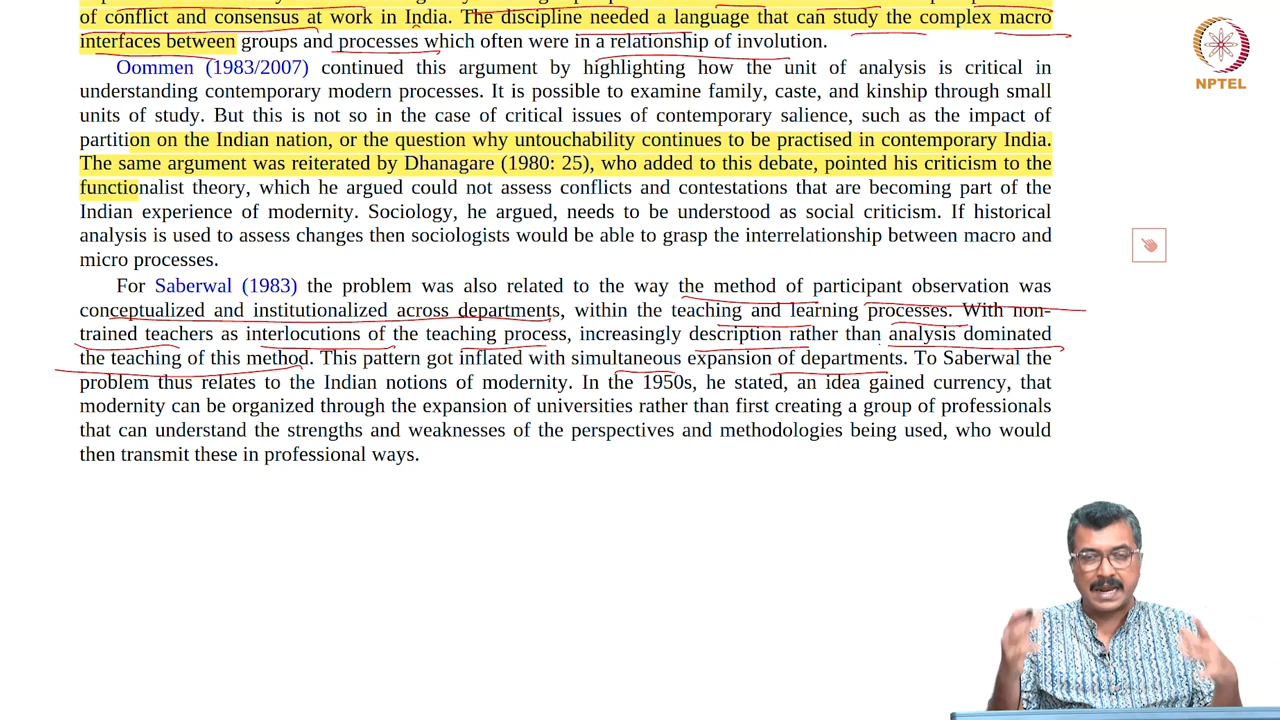 of conflict and consensus at work in India. The discipline needed a language that can study the complex macro
interfaces between groups and processes which often were in a relationship of involution.
Oommen (1983/2007) continued this argument by highlighting how the unit of analysis is critical in
understanding contemporary modern processes. It is possible to examine family, caste, and kinship through small
units of study. But this is not so in the case of critical issues of contemporary salience, such as the impact of
partition on the Indian nation, or the question why untouchability continues to be practised in contemporary India.
The same argument was reiterated by Dhanagare (1980: 25), who added to this debate, pointed his criticism to the
functionalist theory, which he argued could not assess conflicts and contestations that are becoming part of the
Indian experience of modernity. Sociology, he argued, needs to be understood as social criticism. If historical
analysis is used to assess changes then sociologists would be able to grasp the interrelationship between macro and
micro processes.
For Saberwal (1983) the problem was also related to the way the method of participant observation was
conceptualized and institutionalized across departments, within the teaching and learning processes. With non-
trained teachers as interlocutions of the teaching process, increasingly description rather than analysis dominated
the teaching of this method. This pattern got inflated with simultaneous expansion of departments. To Saberwal the
problem thus relates to the Indian notions of modernity. In the 1950s, he stated, an idea gained currency, that
modernity can be organized through the expansion of universities rather than first creating a group of professionals
that can understand the strengths and weaknesses of the perspectives and methodologies being used, who would
then transmit these in professional ways.
NPTEL